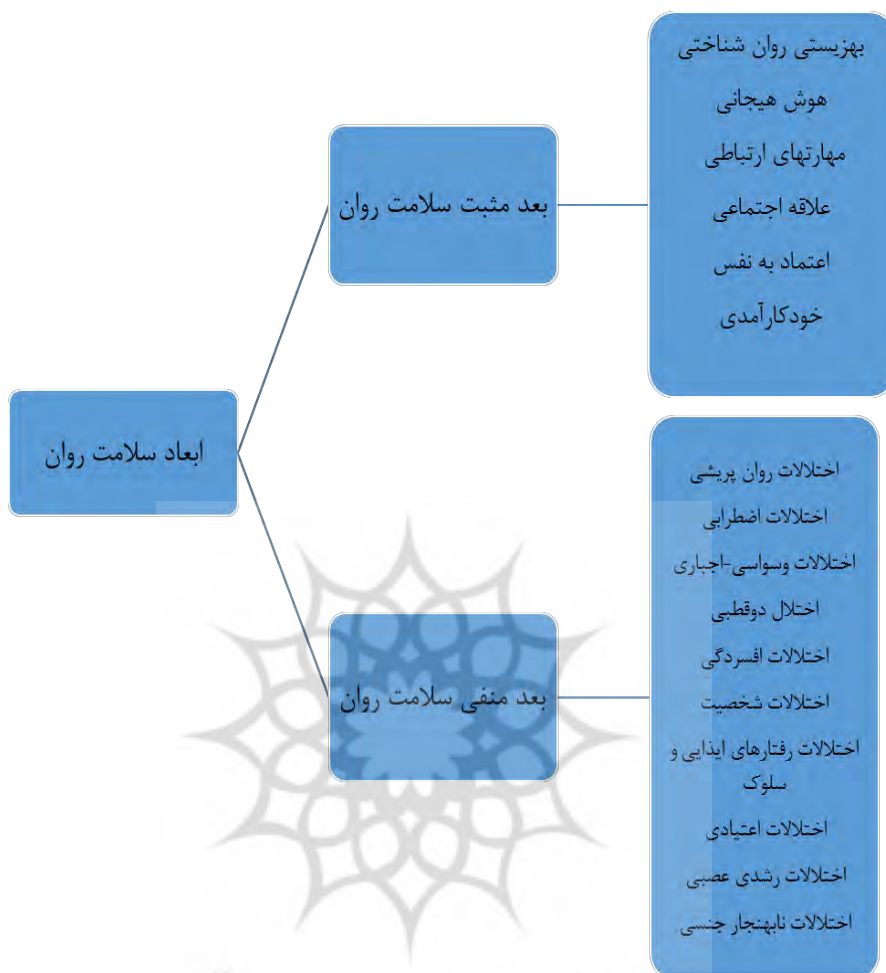 ابعاد سلامت روان
بعد مثبت سلامت روان
بهزیستی روان شناختی
هوش هیجانی
مهارتهای ارتباطی
علاقه اجتماعی
اعتماد به نفس
خودکارآمدی
بعد منفی سلامت روان
اختلالات روان پریشی
اختلالات اضطرابی
اختلالات وسواسی-اجباری
اختلال دوقطبی
اختلالات افسردگی
اختلالات شخصیت
اختلالات رفتارهای ایذایی و
سلوک
اختلالات اعتیادی
اختلالات رشدی عصبی
اختلالات نابهنجار جنسی